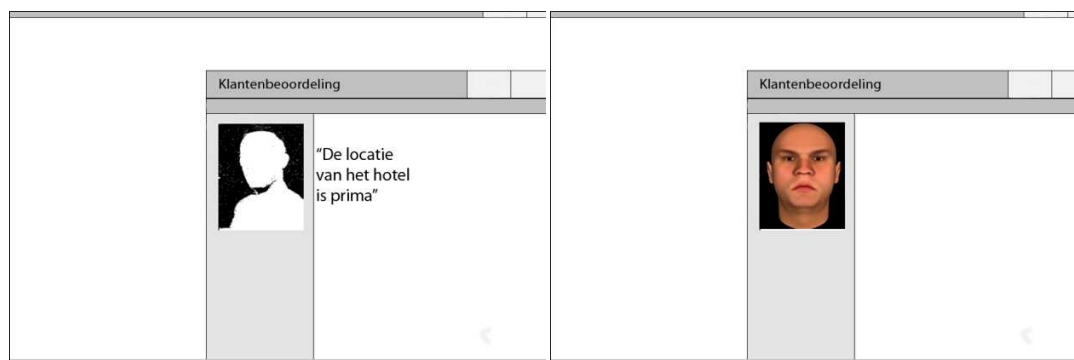 Klantenbeoordeling
“De locatie
van het hotel
is prima”
Klantenbeoordeling